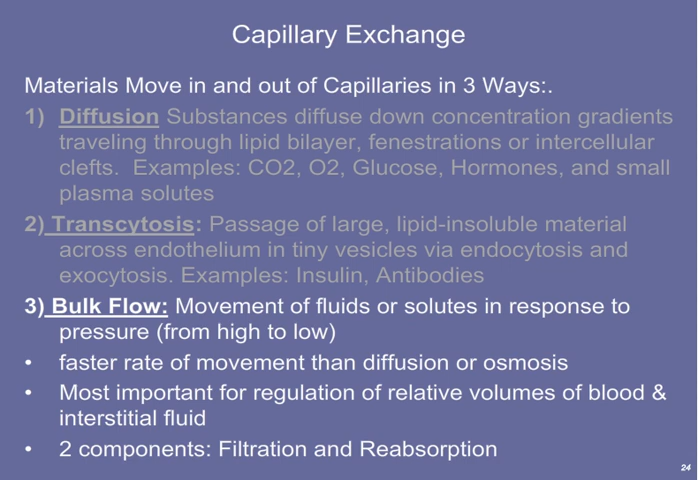 Capillary Exchange
Materials Move in and out of Capillaries in 3 Ways:.
1) Diffusion Substances diffuse down concentration gradients
traveling through lipid bilayer, fenestrations or intercellular
clefts. Examples: CO2, O2, Glucose, Hormones, and small
plasma solutes
2) Transcytosis: Passage of large, lipid-insoluble material
across endothelium in tiny vesicles via endocytosis and
exocytosis. Examples: Insulin, Antibodies
3) Bulk Flow: Movement of fluids or solutes in response to
pressure (from high to low)
• faster rate of movement than diffusion or osmosis
• Most important for regulation of relative volumes of blood &
interstitial fluid
• 2 components: Filtration and Reabsorption
24